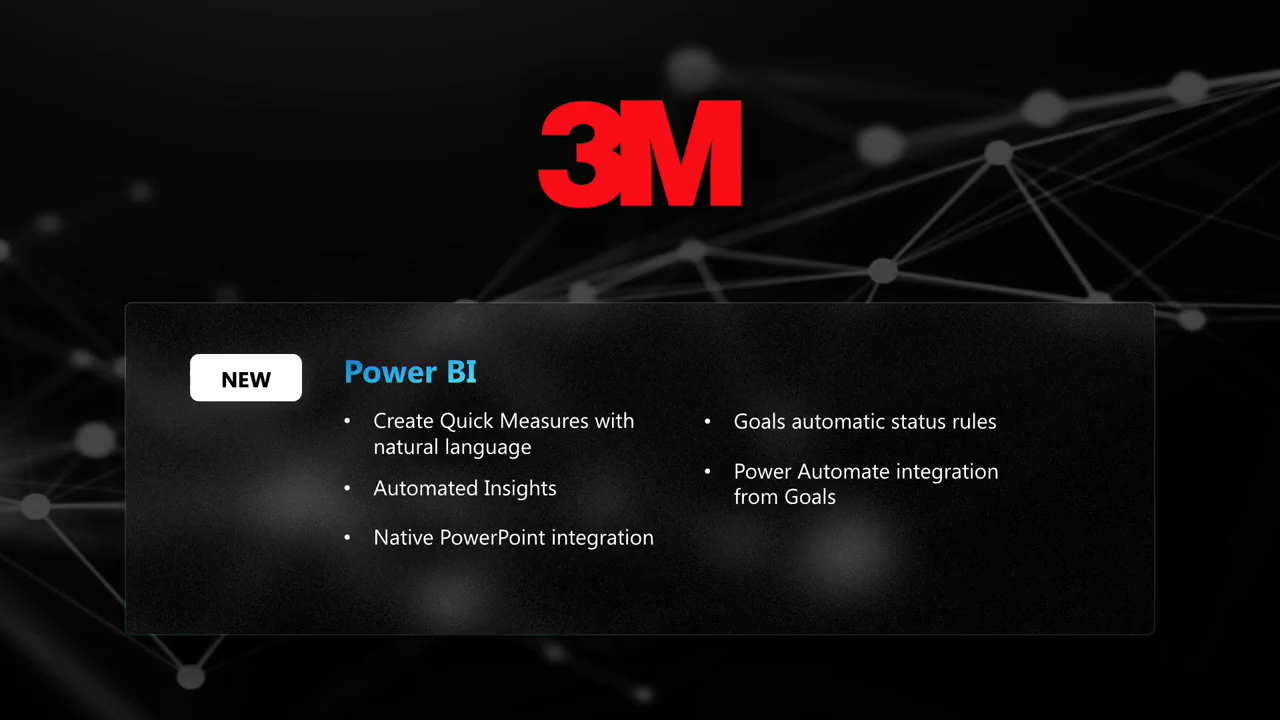 3M
NEW
Power BI
• Create Quick Measures with
natural language
• Automated Insights
• Native PowerPoint integration
• Goals automatic status rules
• Power Automate integration
from Goals